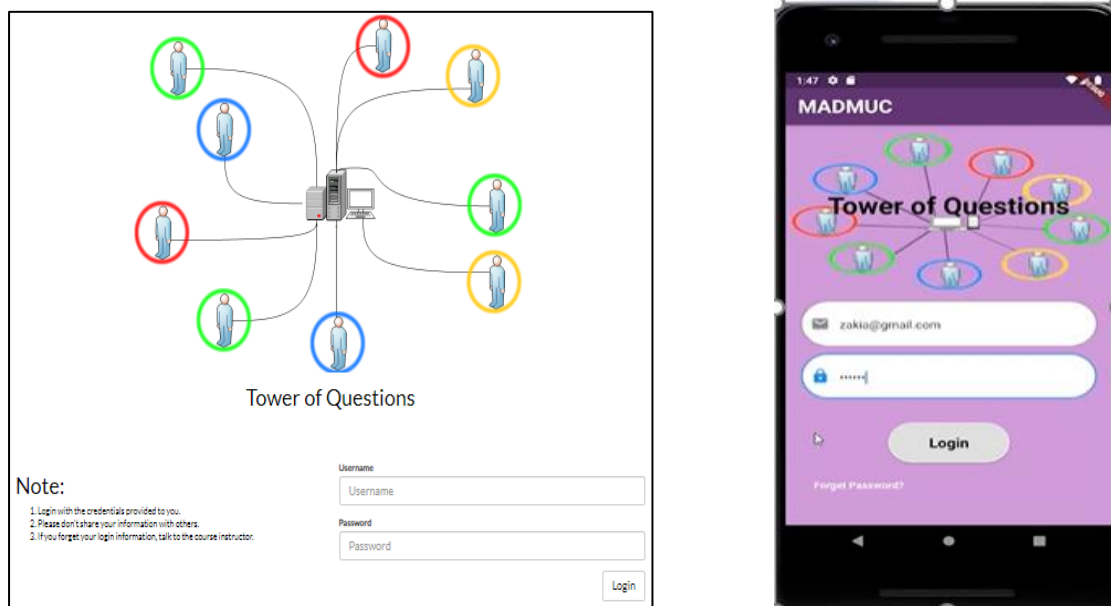 Tower of Questions
Note:
1. Login with the credentials provided to you.
2. Please don't share your information with others.
3. If you forget your login information, talk to the course instructor.
Username
Username
Password
Password
Login
1:47
MADMUC
Tower of Questions
zakia@gmail.com
Login
Forget Password?